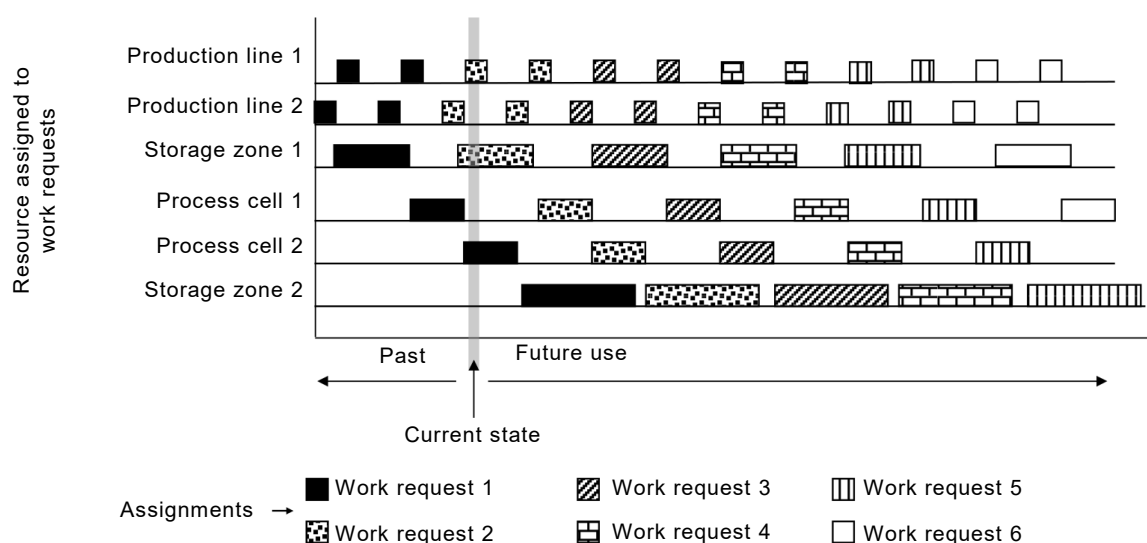 Resource assigned to
work requests
Production line 1
Production line 2
Storage zone 1
Process cell 1
Process cell 2
Storage zone 2
Past
Future use
Current state
Assignments
Work request 1
Work request 3
Work request 5
Work request 2
Work request 4
Work request 6